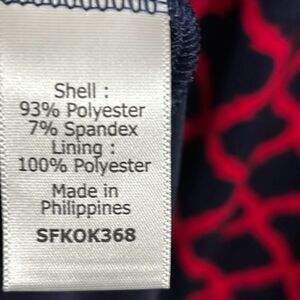 Shell :
93% Polyester
7% Spandex
Lining :
100% Polyester
Made in
Philippines
SFKOK368